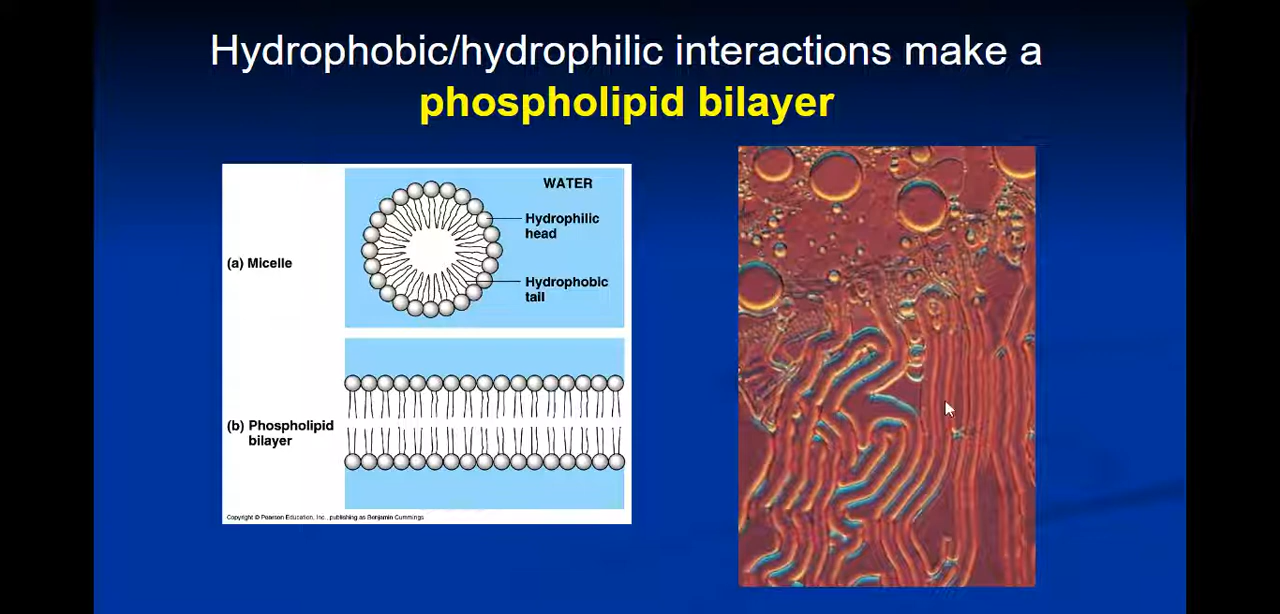 Hydrophobic/hydrophilic interactions make a
phospholipid bilayer
WATER
Hydrophilic
head
(a) Micelle
Hydrophobic
tail
(b) Phospholipid
bilayer
Copyright © Pearson Education, Inc., publishing as Benjamin Cummings